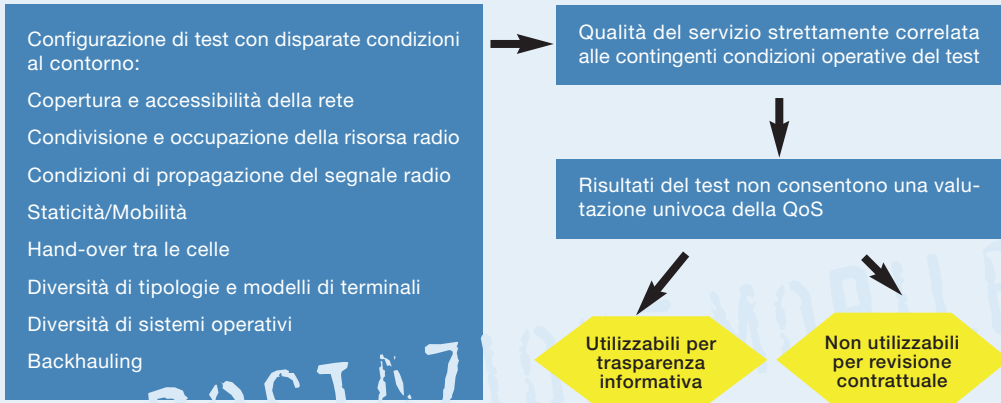 Configurazione di test con disparate condizioni
al contorno:
Copertura e accessibilità della rete
Condivisione e occupazione della risorsa radio
Condizioni di propagazione del segnale radio
Staticità/Mobilità
Hand-over tra le celle
Diversità di tipologie e modelli di terminali
Diversità di sistemi operativi
Backhauling
Qualità del servizio strettamente correlata
alle contingenti condizioni operative del test
Risultati del test non consentono una valu-
tazione univoca della QoS
Utilizzabili per
trasparenza
informativa
Non utilizzabili
per revisione
contrattuale